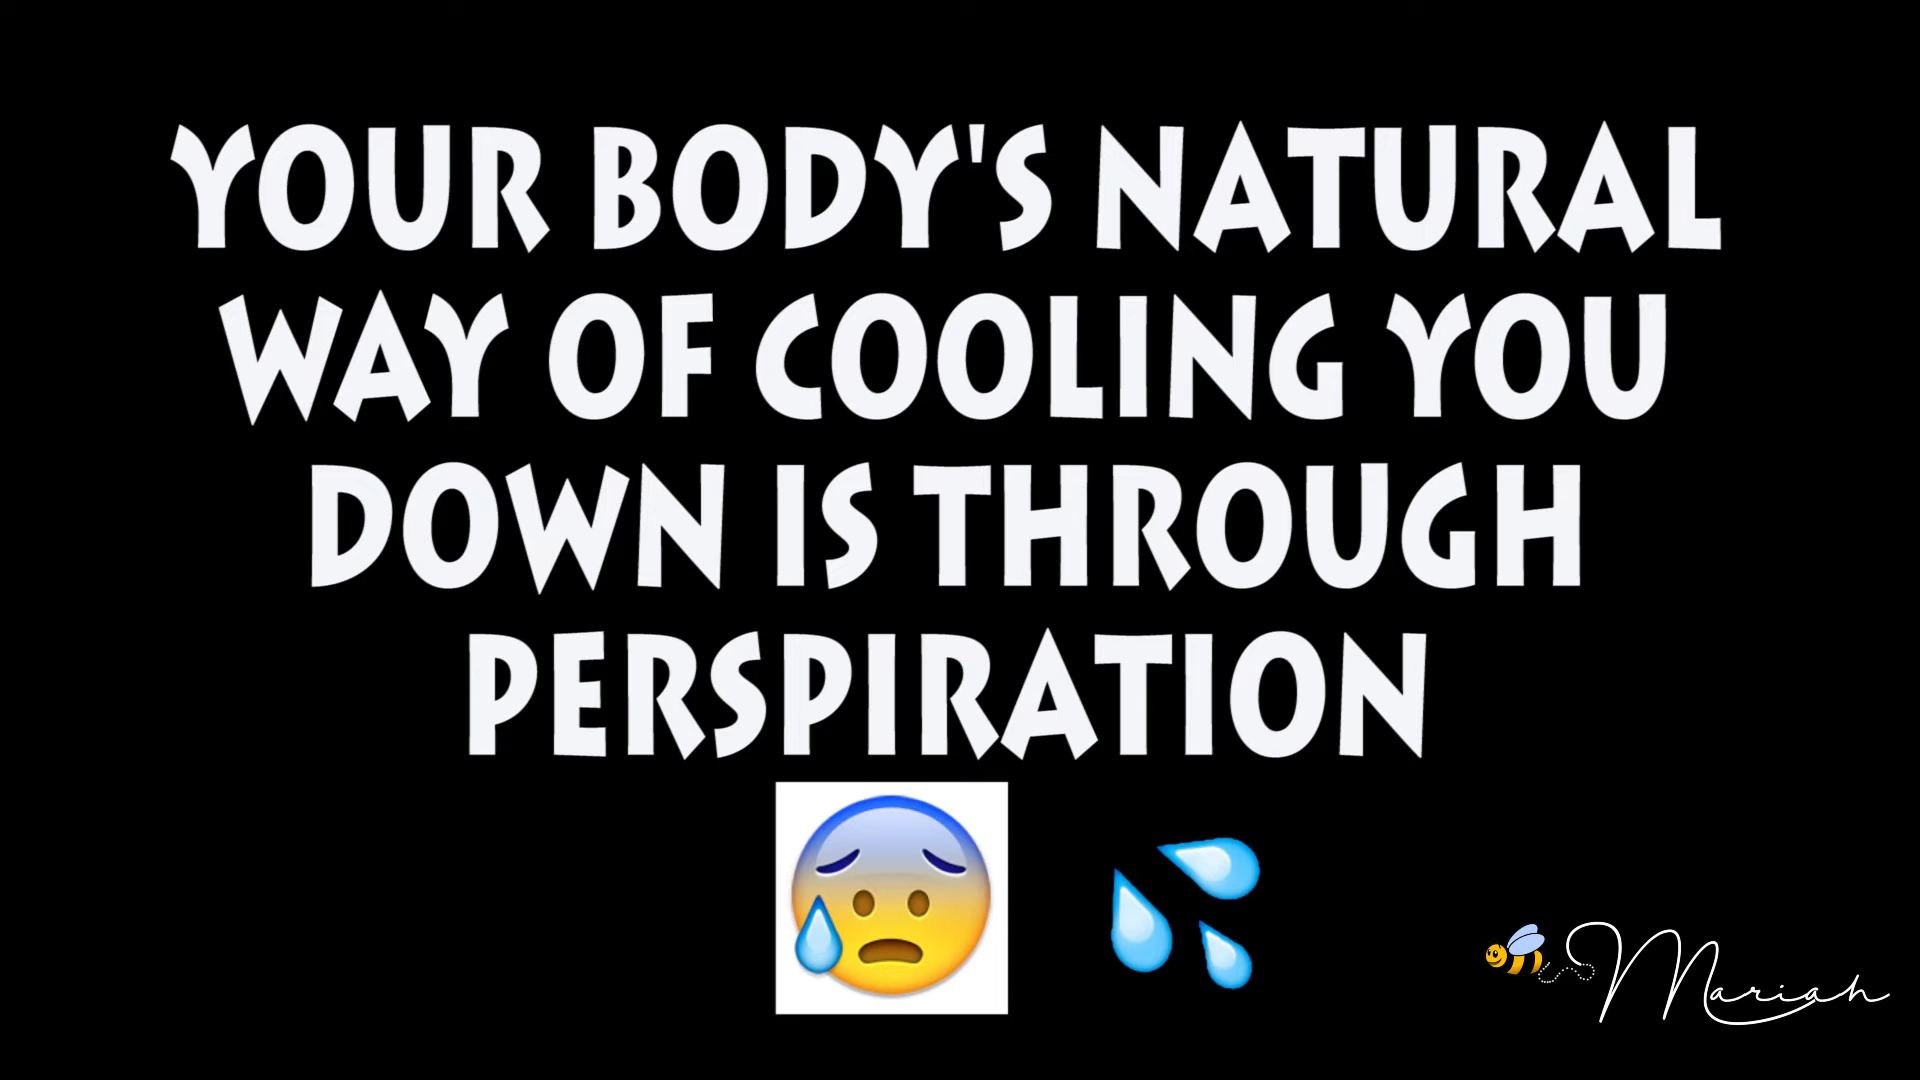 YOUR BODY'S NATURAL
WAY OF COOLING YOU
DOWN IS THROUGH
PERSPIRATION
Mariah